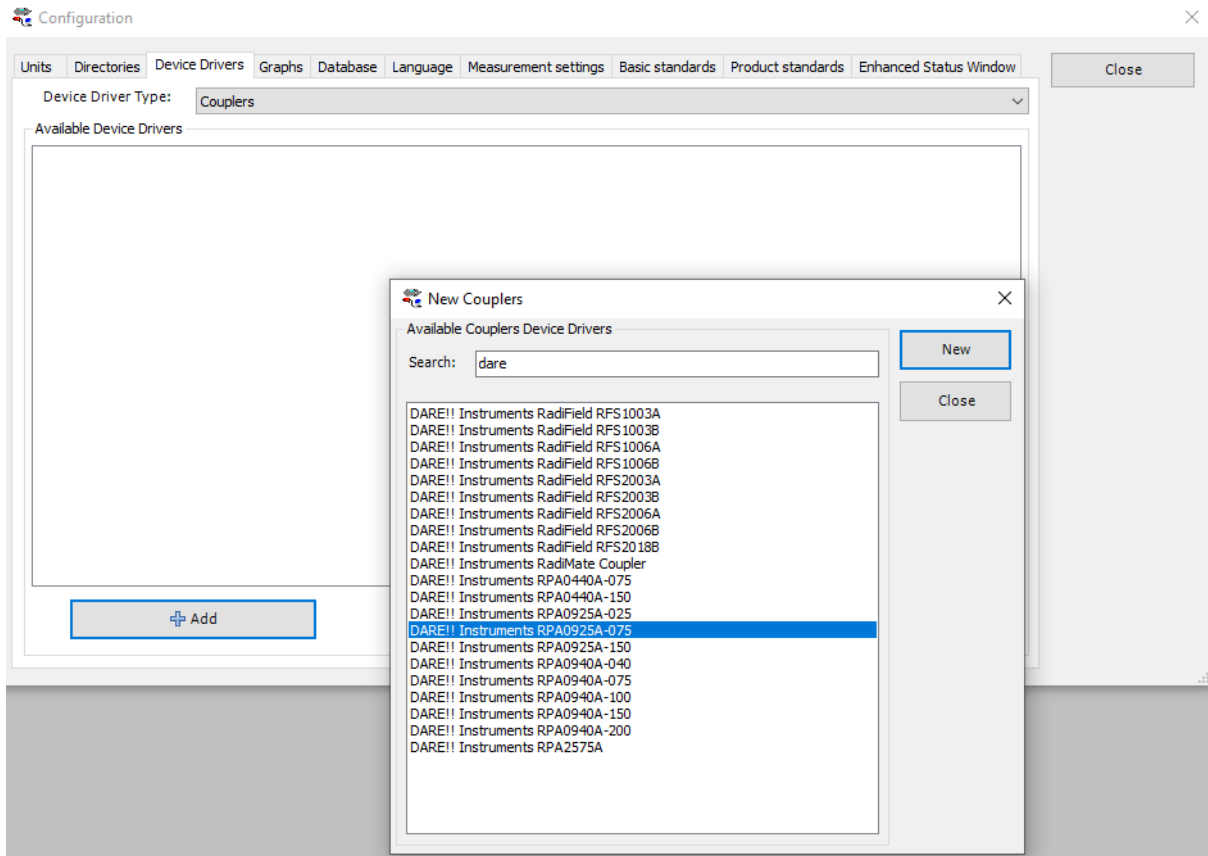 Configuration
Units Directories Device Drivers Graphs Database Language Measurement settings Basic standards Product standards Enhanced Status Window
Close
Device Driver Type: Couplers
Available Device Drivers
Add
New Couplers
Available Couplers Device Drivers
Search: dare
New
Close
DARE!! Instruments RadiField RFS1003A
DARE!! Instruments RadiField RFS1003B
DARE!! Instruments RadiField RFS1006A
DARE!! Instruments RadiField RFS1006B
DARE!! Instruments RadiField RFS2003A
DARE!! Instruments RadiField RFS2003B
DARE!! Instruments RadiField RFS2006A
DARE!! Instruments RadiField RFS2006B
DARE!! Instruments RadiField RFS2018B
DARE!! Instruments RadiMate Coupler
DARE!! Instruments RPA0440A-075
DARE!! Instruments RPA0440A-150
DARE!! Instruments RPA0925A-025
DARE!! Instruments RPA0925A-075
DARE!! Instruments RPA0925A-150
DARE!! Instruments RPA0940A-040
DARE!! Instruments RPA0940A-075
DARE!! Instruments RPA0940A-100
DARE!! Instruments RPA0940A-150
DARE!! Instruments RPA0940A-200
DARE!! Instruments RPA2575A